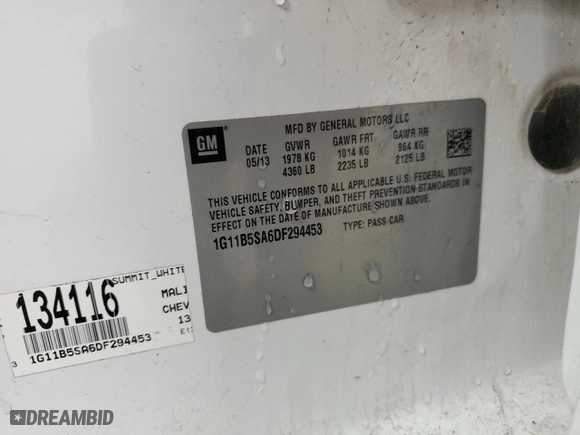 GM
MFD BY GENERAL MOTORS LLC
DATE GVWR GAWR FRT GAWR RR
05/13 1978 KG 1014 KG 964 KG
4360 LB 2235 LB 2125 LB
THIS VEHICLE CONFORMS TO ALL APPLICABLE U.S. FEDERAL MOTOR
VEHICLE SAFETY, BUMPER, AND THEFT PREVENTION STANDARDS IN
EFFECT ON THE DATE OF MANUFACTURE SHOWN ABOVE.
1G11B5SA6DF294453 TYPE: PASS CAR
SUMMIT_WHITE
134116 MALI
CHEV
13
1G11B5SA6DF294453
3
DREAMBID